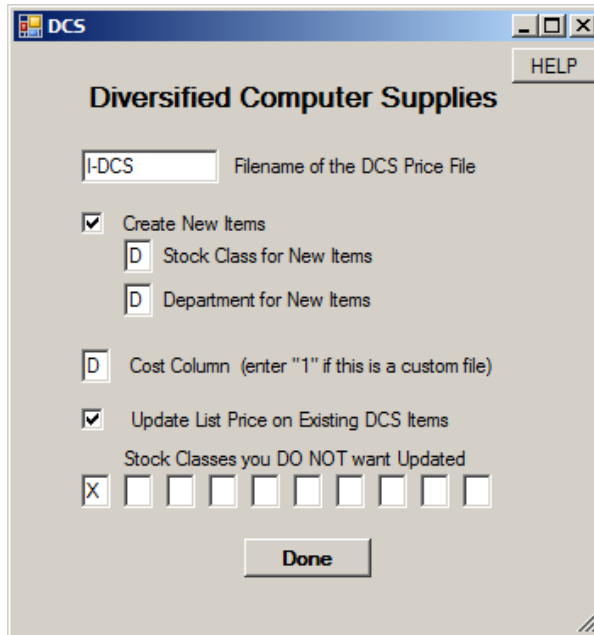 DCS
HELP
Diversified Computer Supplies
I-DCS Filename of the DCS Price File
Create New Items
D Stock Class for New Items
D Department for New Items
D Cost Column (enter "1" if this is a custom file)
Update List Price on Existing DCS Items
Stock Classes you DO NOT want Updated
X
Done